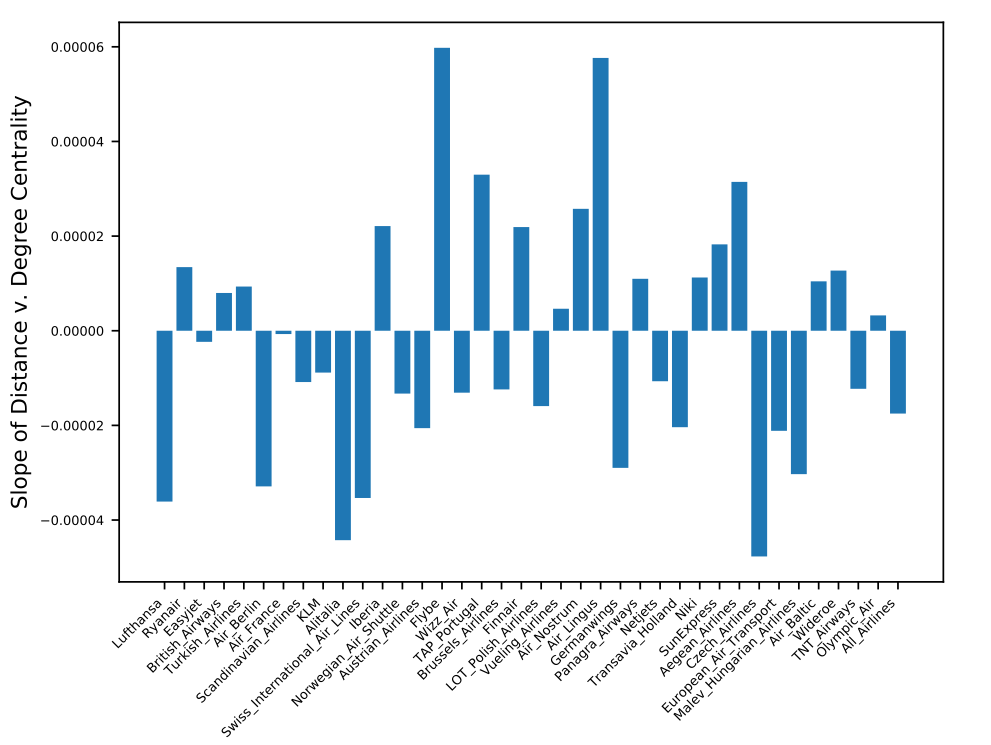 Slope of Distance v. Degree Centrality
0.00006
0.00004
0.00002
0.00000
−0.00002
−0.00004
Lufthansa
Ryanair
Easyjet
British_Airways
Turkish_Airlines
Air_Berlin
Air_France
Scandinavian_Airlines
KLM
Alitalia
Swiss_International_Air_Lines
Iberia
Norwegian_Air_Shuttle
Austrian_Airlines
Flybe
Wizz_Air
TAP_Portugal
Brussels_Airlines
Finnair
LOT_Polish_Airlines
Vueling_Airlines
Air_Nostrum
Air_Lingus
Germanwings
Panagra_Airways
Netjets
Transavia_Holland
Niki
SunExpress
Aegean_Airlines
Czech_Airlines
European_Air_Transport
Malev_Hungarian_Airlines
Air_Baltic
Wideroe
TNT_Airways
Olympic_Air
All_Airlines